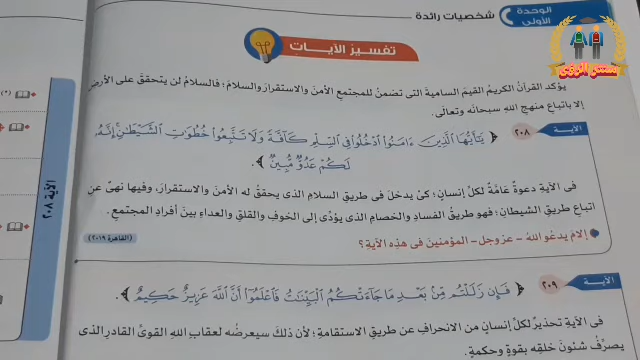 الوحدة الأولى
شخصيات رائدة
تفسير الآيات
يؤكد القرآن الكريم القيم السامية التى تضمن للمجتمع الأمن والاستقرار والسلام؛ فالسلام لن يتحقق على الأرض
إلا باتباع منهج الله سبحانه وتعالى.
الآية ٢٠٨ ﴿ يَٰٓأَيُّهَا ٱلَّذِينَ ءَامَنُوا۟ ٱدْخُلُوا۟ فِى ٱلسِّلْمِ كَآفَّةً وَلَا تَتَّبِعُوا۟ خُطُوَٰتِ ٱلشَّيْطَٰنِ ۚ إِنَّهُۥ
لَكُمْ عَدُوٌّ مُّبِينٌ ﴾.
فى الآية دعوة عامة لكل إنسان؛ كى يدخل فى طريق السلام الذى يحقق له الأمن والاستقرار، وفيها نهى عن
اتباع طريق الشيطان؛ فهو طريق الفساد والخصام الذى يؤدى إلى الخوف والقلق والعداء بين أفراد المجتمع.
إلام يدعو الله - عز وجل - المؤمنين فى هذه الآية؟ (القاهرة ٢٠١٩)
الآية ٢٠٩ ﴿ فَإِن زَلَلْتُم مِّنۢ بَعْدِ مَا جَآءَتْكُمُ ٱلْبَيِّنَٰتُ فَٱعْلَمُوٓا۟ أَنَّ ٱللَّهَ عَزِيزٌ حَكِيمٌ ﴾.
فى الآية تحذير لكل إنسان من الانحراف عن طريق الاستقامة؛ لأن ذلك سيعرضه لعقاب الله القوى القادر الذى
يصرف شئون خلقه بقوة وحكمة.
الآية ٢٠٨
(٢)